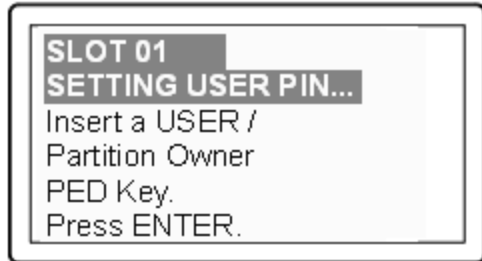 SLOT 01
SETTING USER PIN...
Insert a USER /
Partition Owner
PED Key.
Press ENTER.